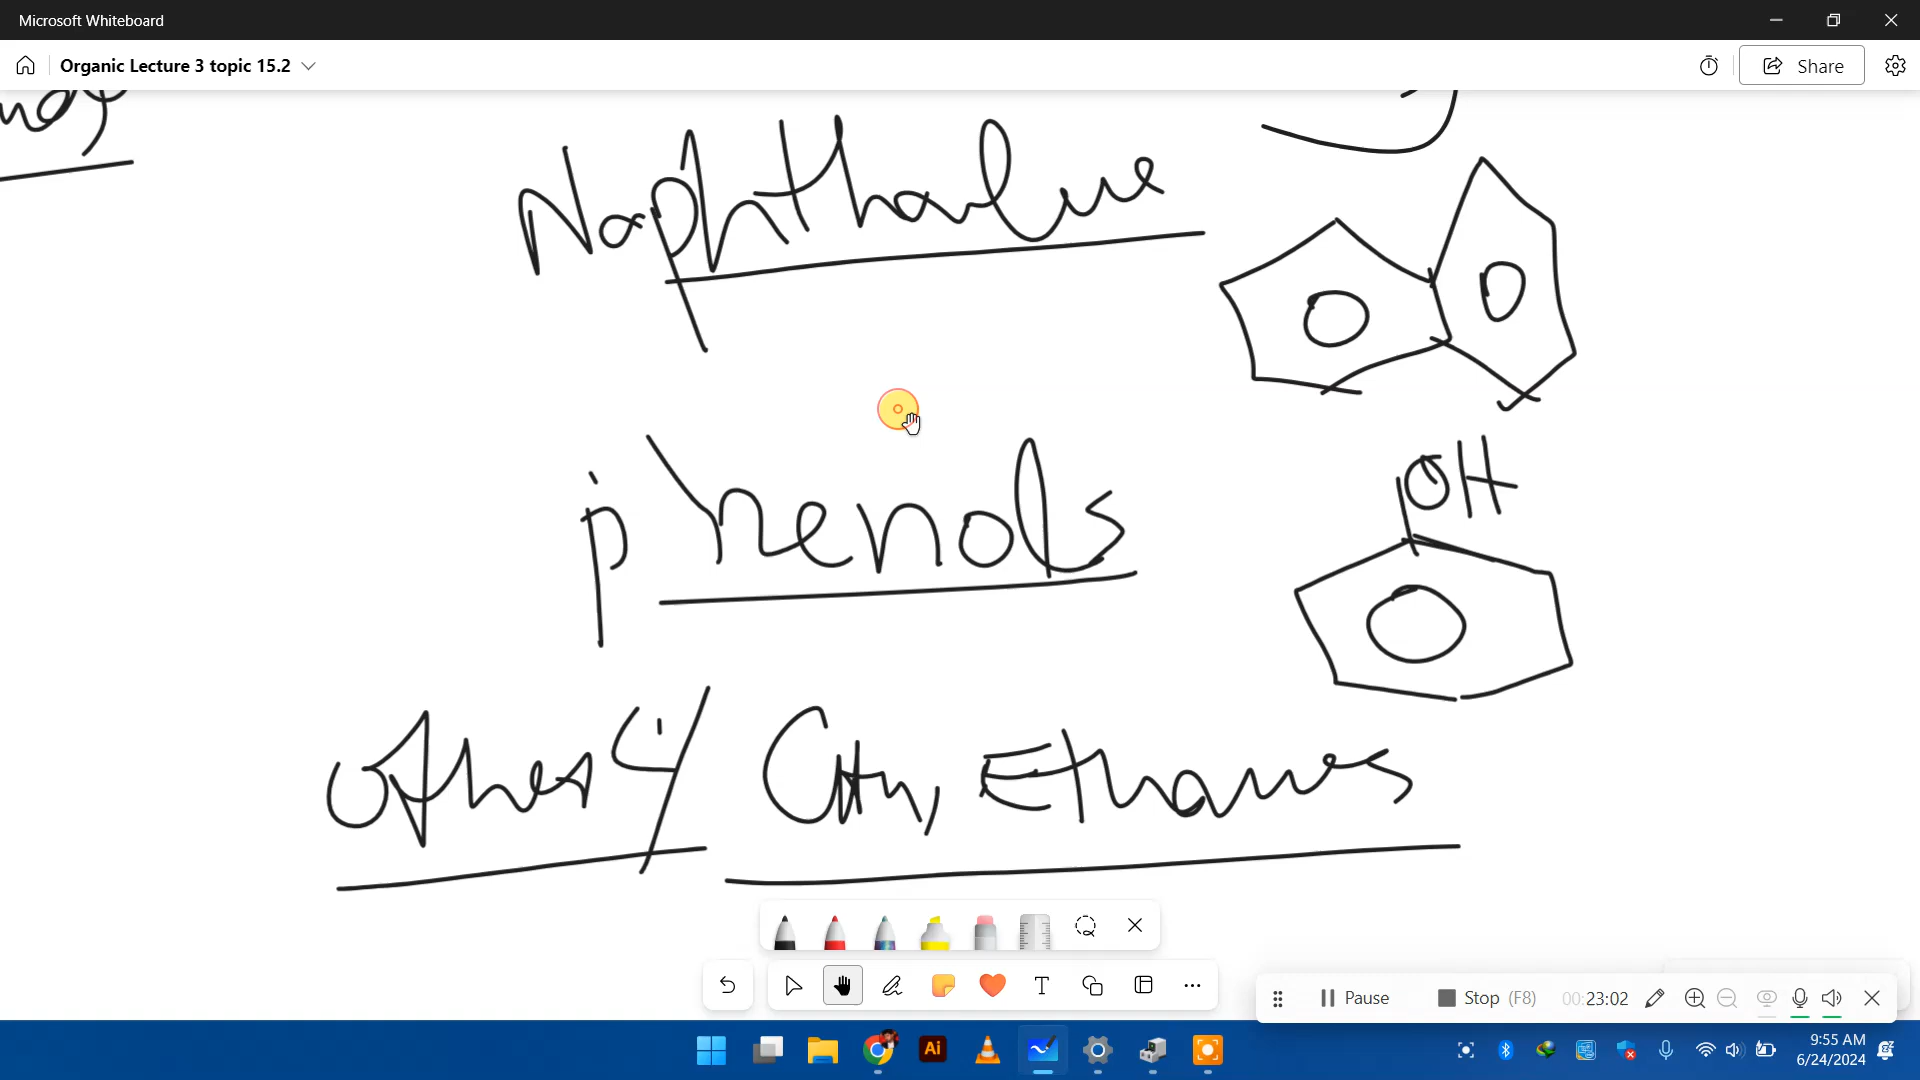 Microsoft Whiteboard
Organic Lecture 3 topic 15.2
Share
Naphthalene
OH
phenols
others CH4, Ethanes
T
Pause
Stop (F8)
00:23:02
Ai
9:55 AM
6/24/2024